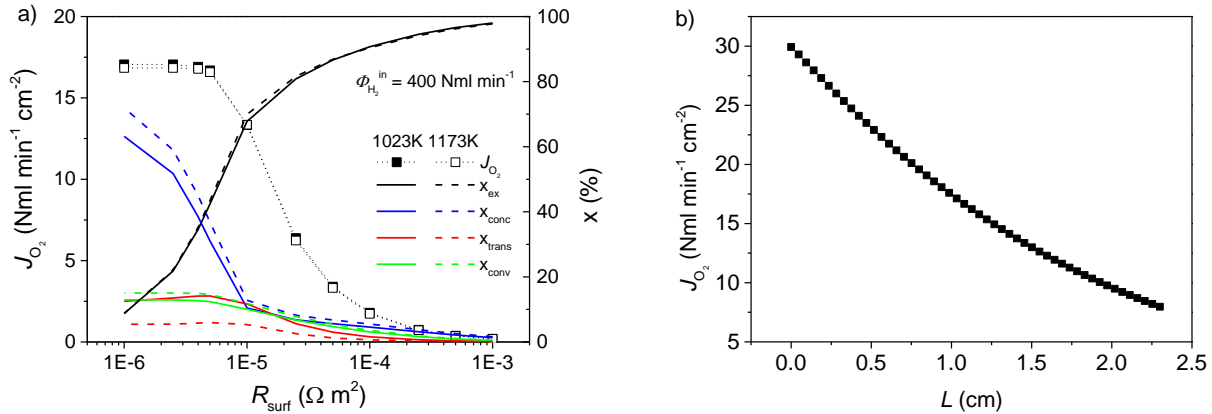 a)
20
15
10
5
0
J_O₂ (Nml min⁻¹ cm⁻²)
100
80
60
40
20
0
x (%)
Φ_H₂^in = 400 Nml min⁻¹
1023K 1173K
J_O₂
x_ex
x_conc
x_trans
x_conv
1E-6 1E-5 1E-4 1E-3
R_surf (Ω m²)
b)
35
30
25
20
15
10
5
J_O₂ (Nml min⁻¹ cm⁻²)
0.0 0.5 1.0 1.5 2.0 2.5
L (cm)